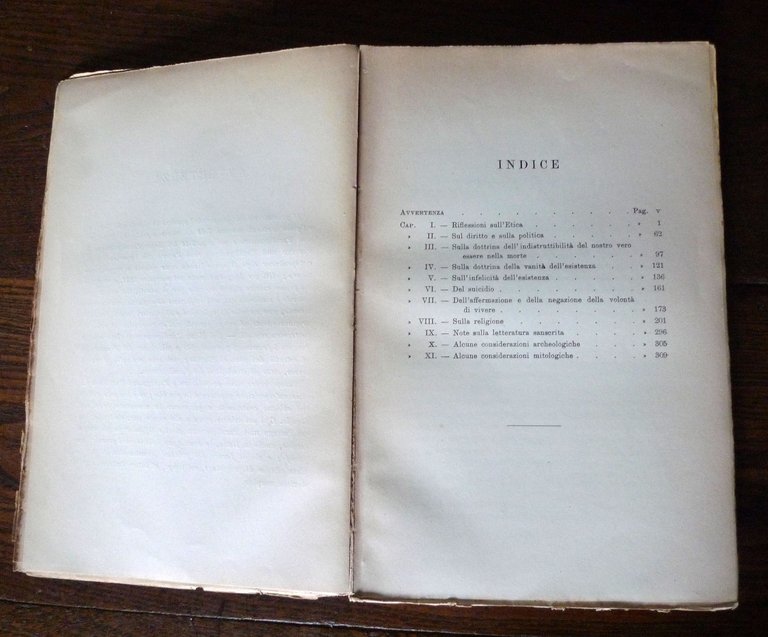 INDICE
AVVERTENZA . . . . . . . . . . Pag. V
CAP. I. — Riflessioni sull'Etica . . . . . . » 1
» II. — Sul diritto e sulla politica . . . . . » 62
» III. — Sulla dottrina dell'indistruttibilità del nostro vero
essere nella morte . . . . . . » 97
» IV. — Sulla dottrina della vanità dell'esistenza . . . » 121
» V. — Sull'infelicità dell'esistenza . . . . . » 136
» VI. — Del suicidio . . . . . . . . » 161
» VII. — Dell'affermazione e della negazione della volontà
di vivere . . . . . . . . » 173
» VIII. — Sulla religione . . . . . . . » 201
» IX. — Note sulla letteratura sanscrita . . . . » 296
» X. — Alcune considerazioni archeologiche . . . » 305
» XI. — Alcune considerazioni mitologiche . . . . » 309